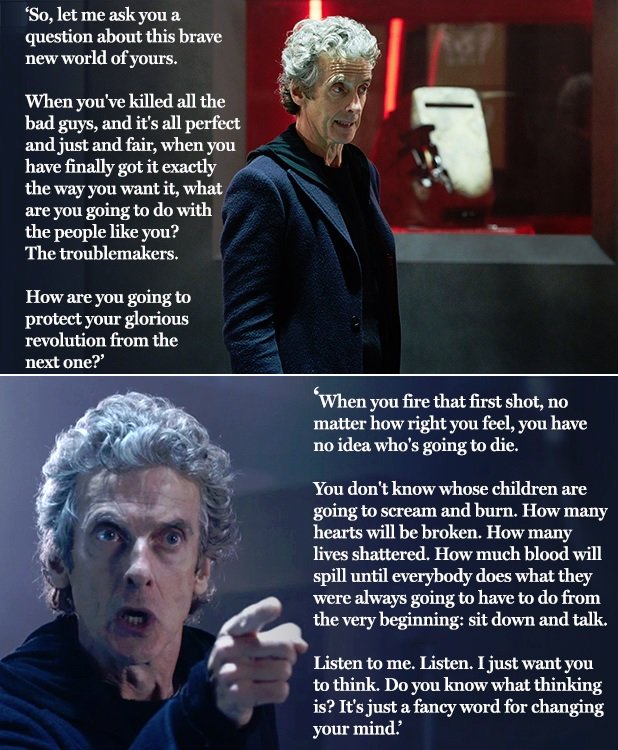 ‘So, let me ask you a
question about this brave
new world of yours.
When you've killed all the
bad guys, and it's all perfect
and just and fair, when you
have finally got it exactly
the way you want it, what
are you going to do with
the people like you?
The troublemakers.
How are you going to
protect your glorious
revolution from the
next one?’
‘When you fire that first shot, no
matter how right you feel, you have
no idea who's going to die.
You don't know whose children are
going to scream and burn. How many
hearts will be broken. How many
lives shattered. How much blood will
spill until everybody does what they
were always going to have to do from
the very beginning: sit down and talk.
Listen to me. Listen. I just want you
to think. Do you know what thinking
is? It's just a fancy word for changing
your mind.’